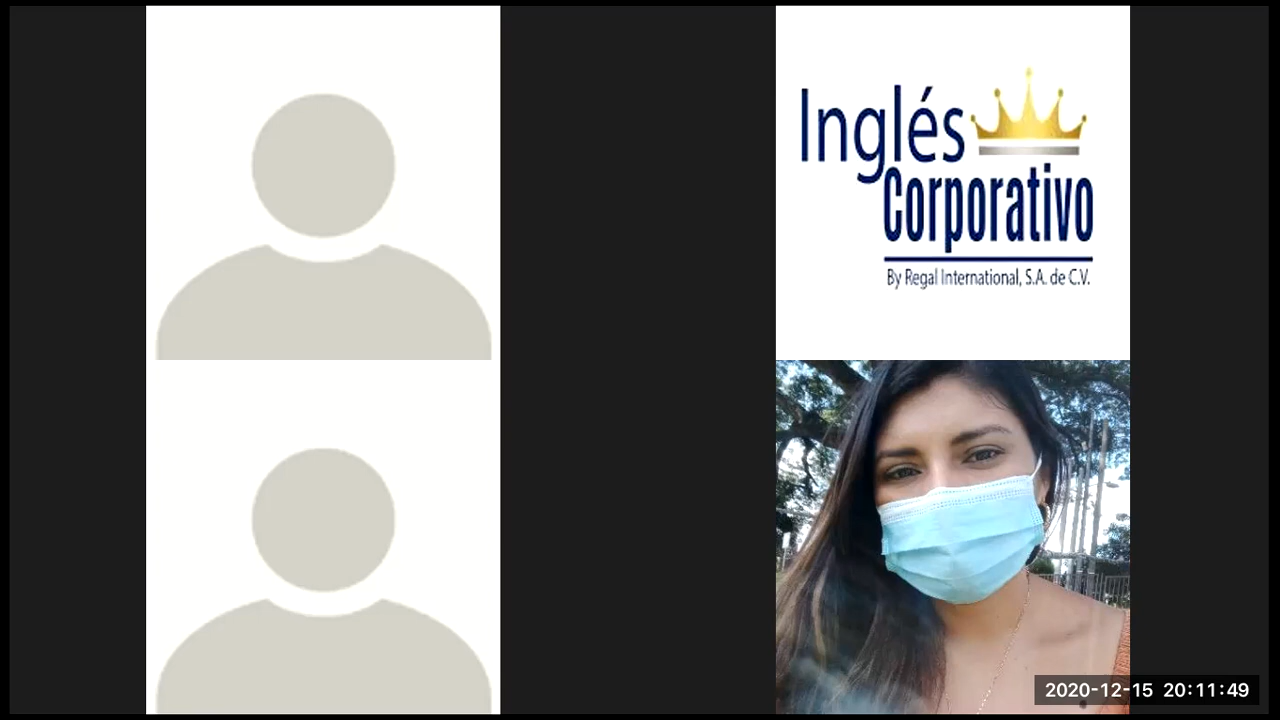 Inglés
Corporativo
By Regal International, S.A. de C.V.
2020-12-15 20:11:49